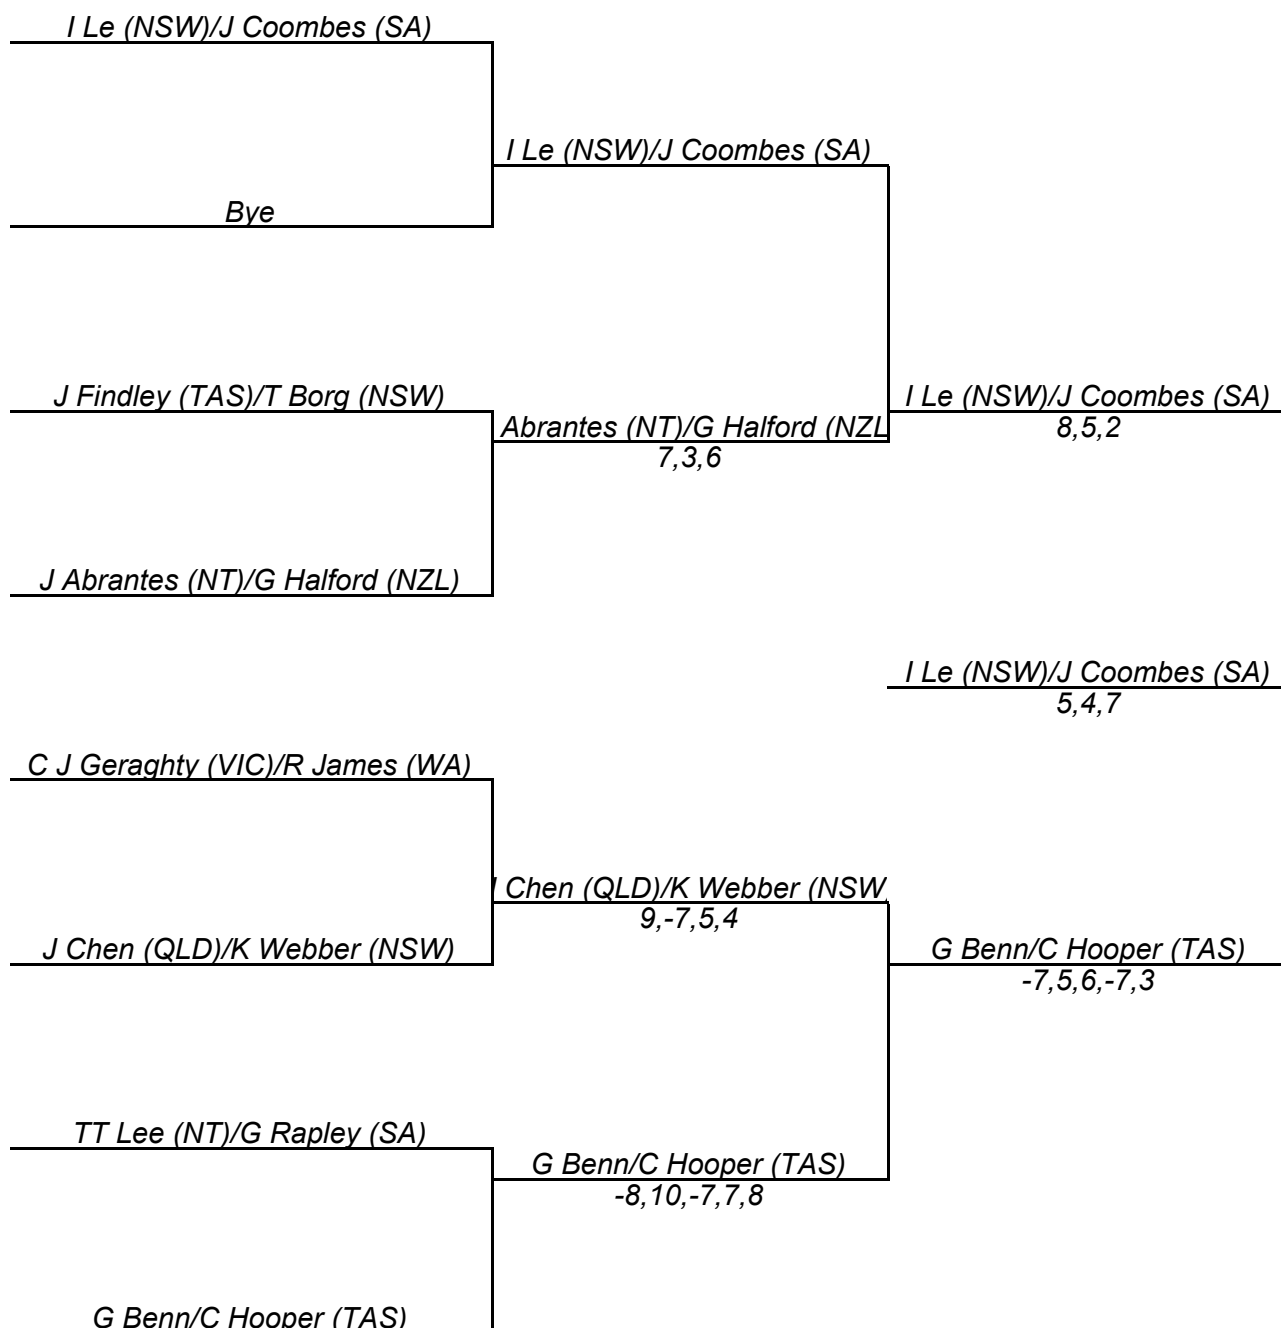 I Le (NSW)/J Coombes (SA)
I Le (NSW)/J Coombes (SA)
Bye
J Findley (TAS)/T Borg (NSW)
I Le (NSW)/J Coombes (SA)
8,5,2
Abrantes (NT)/G Halford (NZL
7,3,6
J Abrantes (NT)/G Halford (NZL)
I Le (NSW)/J Coombes (SA)
5,4,7
C J Geraghty (VIC)/R James (WA)
Chen (QLD)/K Webber (NSW
9,-7,5,4
J Chen (QLD)/K Webber (NSW)
G Benn/C Hooper (TAS)
-7,5,6,-7,3
TT Lee (NT)/G Rapley (SA)
G Benn/C Hooper (TAS)
-8,10,-7,7,8
G Benn/C Hooper (TAS)